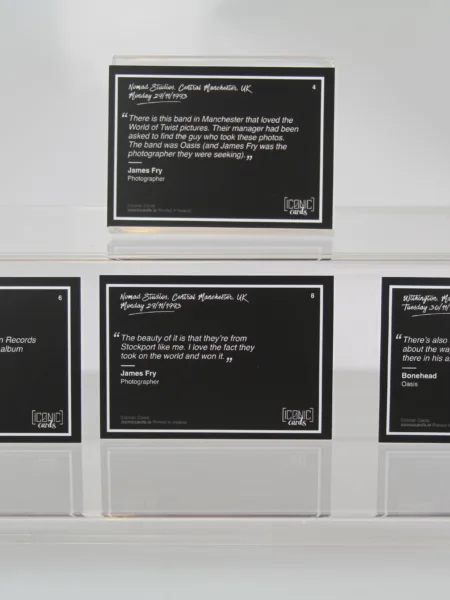 Nomad Studios, Central Manchester, UK
Monday 29/11/1993
4
“There is this band in Manchester that loved the
World of Twist pictures. Their manager had been
asked to find the guy who took these photos.
The band was Oasis (and James Fry was the
photographer they were seeking).”
James Fry
Photographer
ICONIC
cards
6
n Records
album
ICONIC
cards
Nomad Studios, Central Manchester, UK
Monday 29/11/1993
6
“The beauty of it is that they're from
Stockport like me. I love the fact they
took on the world and won it.”
James Fry
Photographer
ICONIC
cards
Withington, M
Tuesday 30/11
“There's also
about the wa
there in his a
Bonehead
Oasis